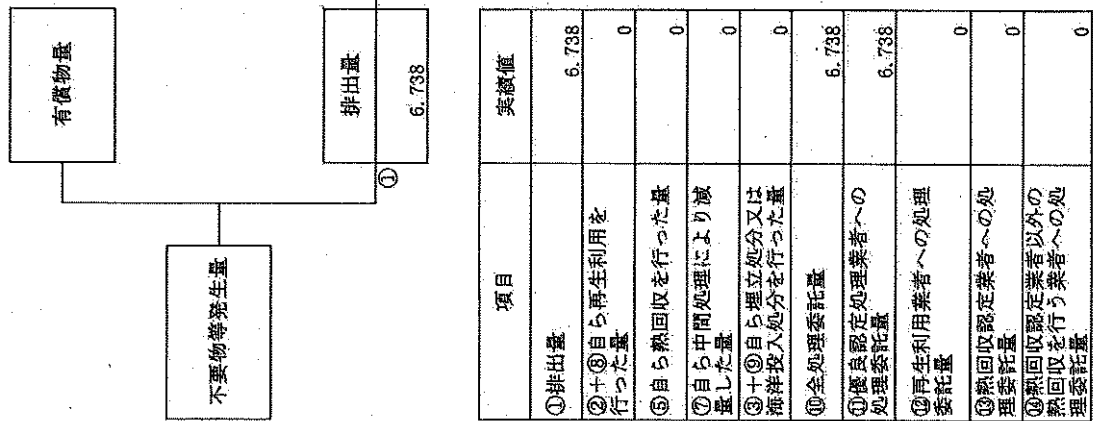 有償物量
不要物等発生量
排出量
①
6.738
項目
実績値
①排出量
6.738
②+⑧自ら再生利用を
行った量
0
⑤自ら熱回収を行った量
0
⑦自ら中間処理により減
量した量
0
③+⑨自ら埋立処分又は
海洋投入処分を行った量
0
⑩全処理委託量
6.738
⑪優良認定処理業者への
処理委託量
6.738
⑫再生利用業者への処理
委託量
0
⑬熱回収認定業者への処
理委託量
0
⑭熱回収認定業者以外の
熱回収を行う業者への処
理委託量
0